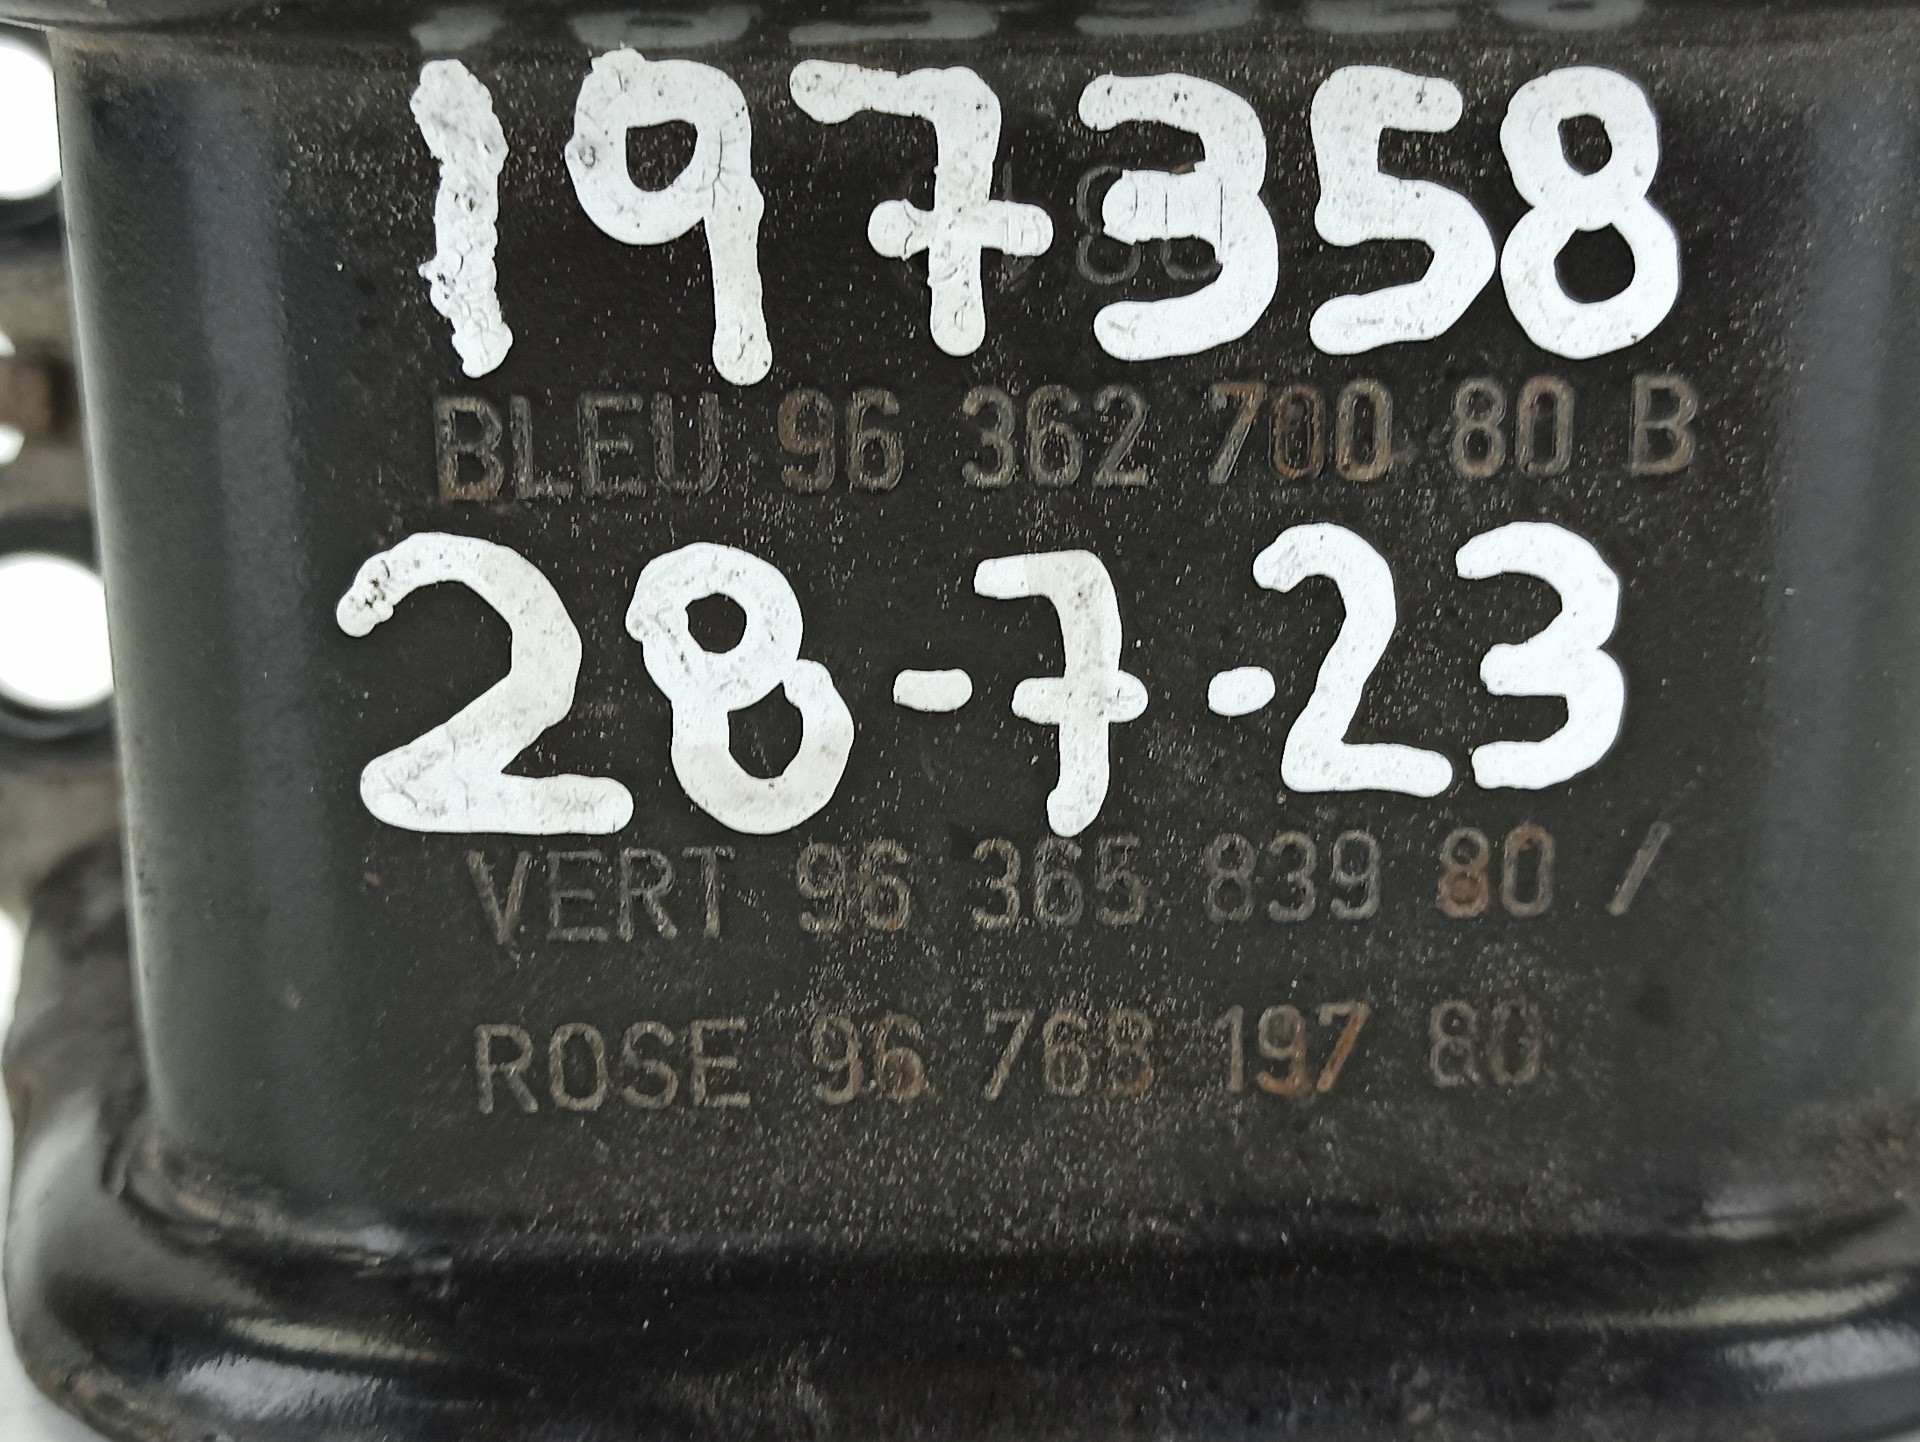 197358
BLEU 96 362 700 80 B
28-7-23
VERT 96 365 839 80 /
ROSE 96 768 197 80